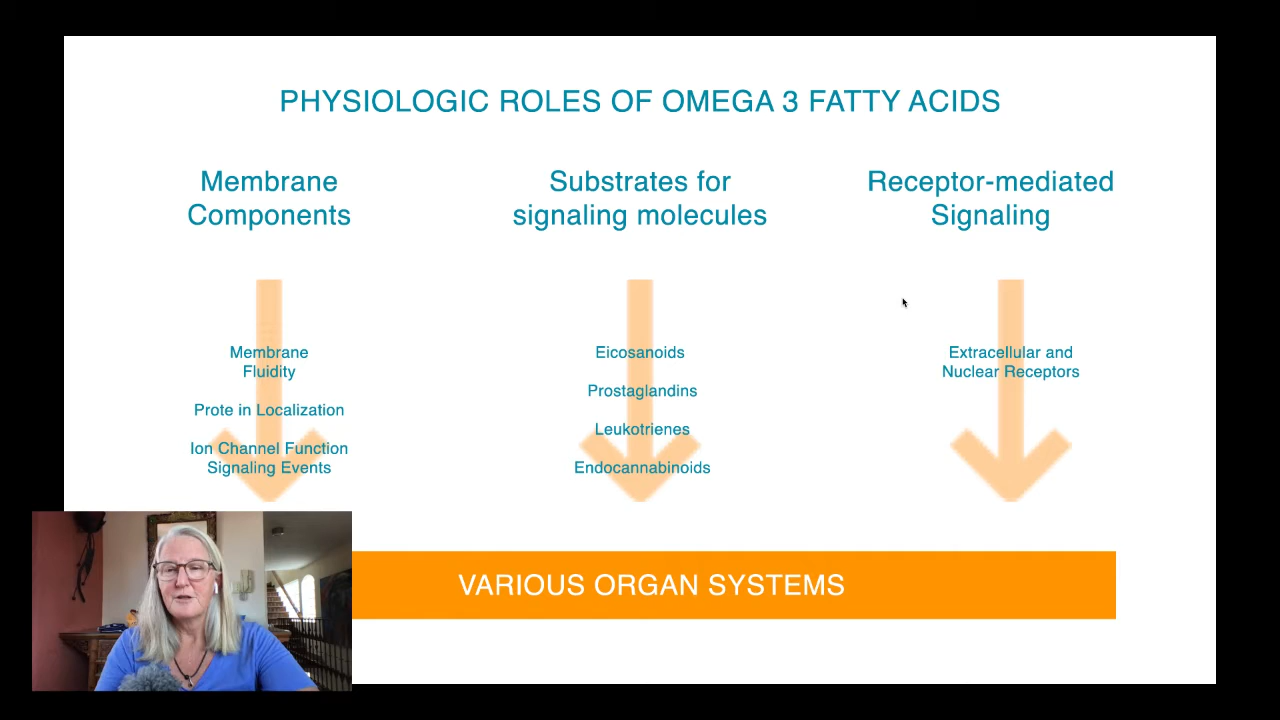 PHYSIOLOGIC ROLES OF OMEGA 3 FATTY ACIDS
Membrane
Components
Substrates for
signaling molecules
Receptor-mediated
Signaling
Membrane
Fluidity
Prote in Localization
Ion Channel Function
Signaling Events
Eicosanoids
Prostaglandins
Leukotrienes
Endocannabinoids
Extracellular and
Nuclear Receptors
VARIOUS ORGAN SYSTEMS